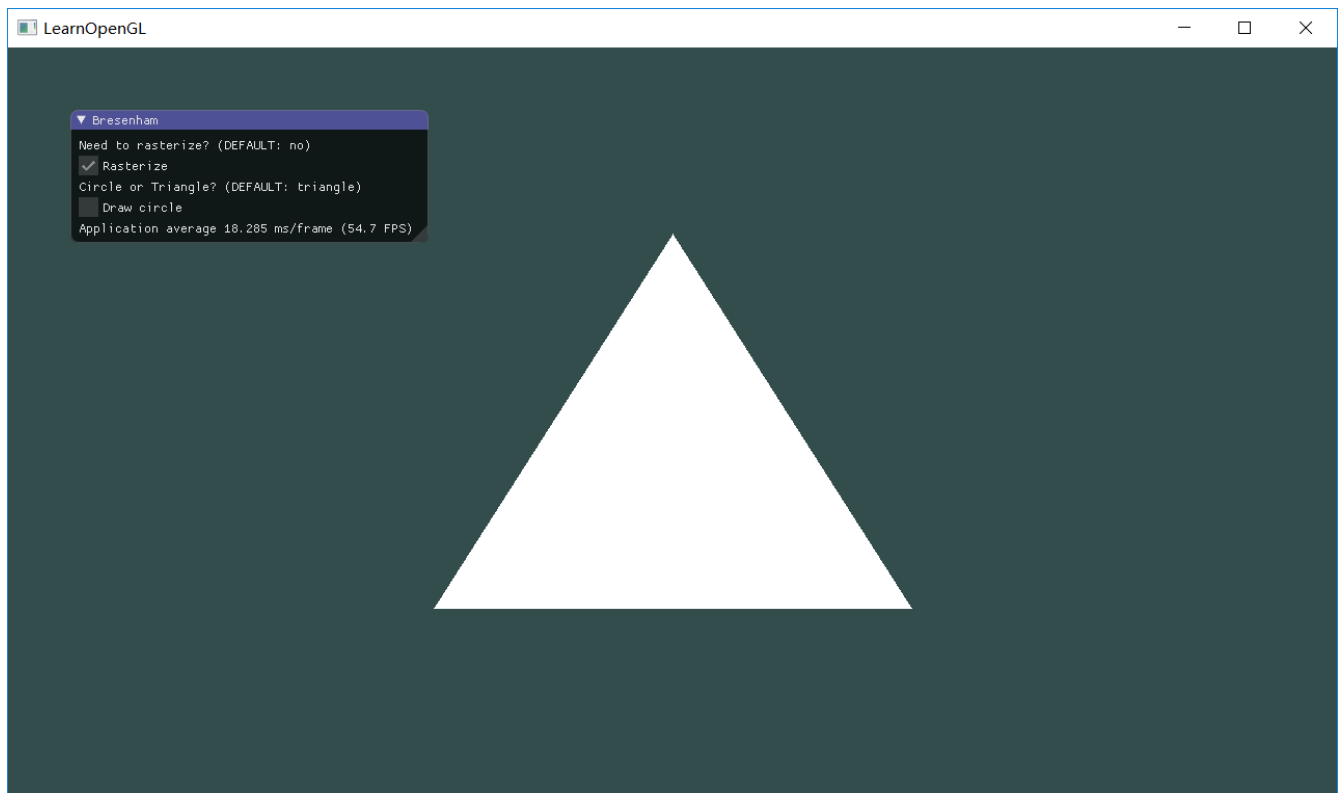 LearnOpenGL
Bresenham
Need to rasterize? (DEFAULT: no)
Rasterize
Circle or Triangle? (DEFAULT: triangle)
Draw circle
Application average 18.285 ms/frame (54.7 FPS)